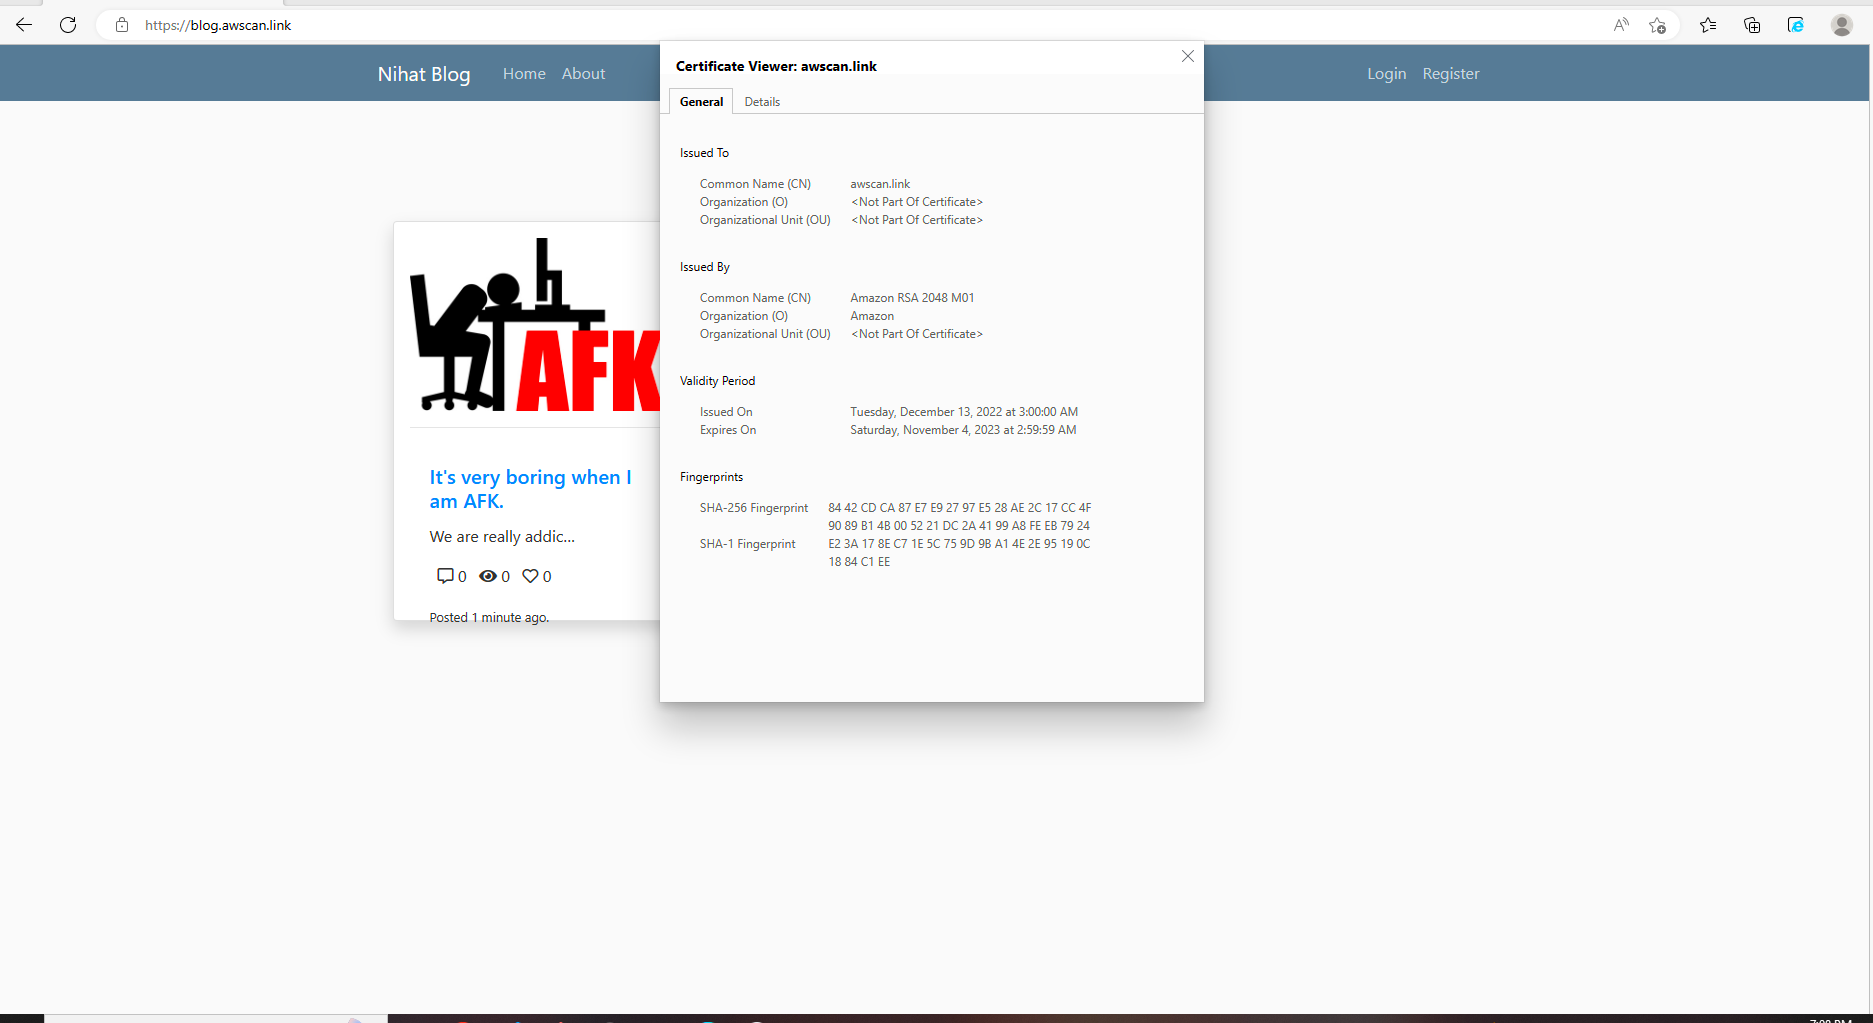 https://blog.awscan.link
Nihat Blog Home About Login Register
Certificate Viewer: awscan.link
General Details
Issued To
Common Name (CN) awscan.link
Organization (O) <Not Part Of Certificate>
Organizational Unit (OU) <Not Part Of Certificate>
Issued By
Common Name (CN) Amazon RSA 2048 M01
Organization (O) Amazon
Organizational Unit (OU) <Not Part Of Certificate>
Validity Period
Issued On Tuesday, December 13, 2022 at 3:00:00 AM
Expires On Saturday, November 4, 2023 at 2:59:59 AM
Fingerprints
SHA-256 Fingerprint 84 42 CD CA 87 E7 E9 27 97 E5 28 AE 2C 17 CC 4F
90 89 B1 4B 00 52 21 DC 2A 41 99 A8 FE EB 79 24
SHA-1 Fingerprint E2 3A 17 8E C7 1E 5C 75 9D 9B A1 4E 2E 95 19 0C
18 84 C1 EE
AFK
It's very boring when I
am AFK.
We are really addic...
0 0 0
Posted 1 minute ago.